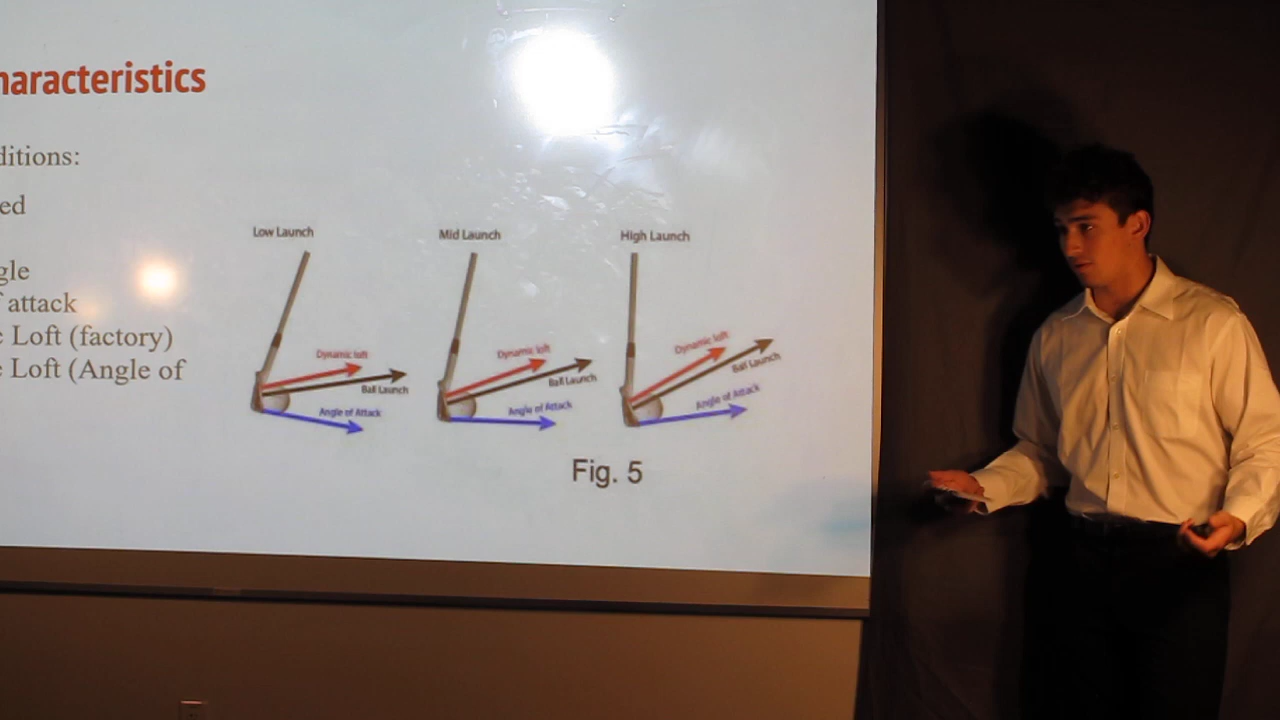 haracteristics
ditions:
ed
gle
f attack
c Loft (factory)
c Loft (Angle of
Low Launch
Dynamic loft
Ball Launch
Angle of Attack
Mid Launch
Dynamic loft
Ball Launch
Angle of Attack
High Launch
Dynamic loft
Ball Launch
Angle of Attack
Fig. 5